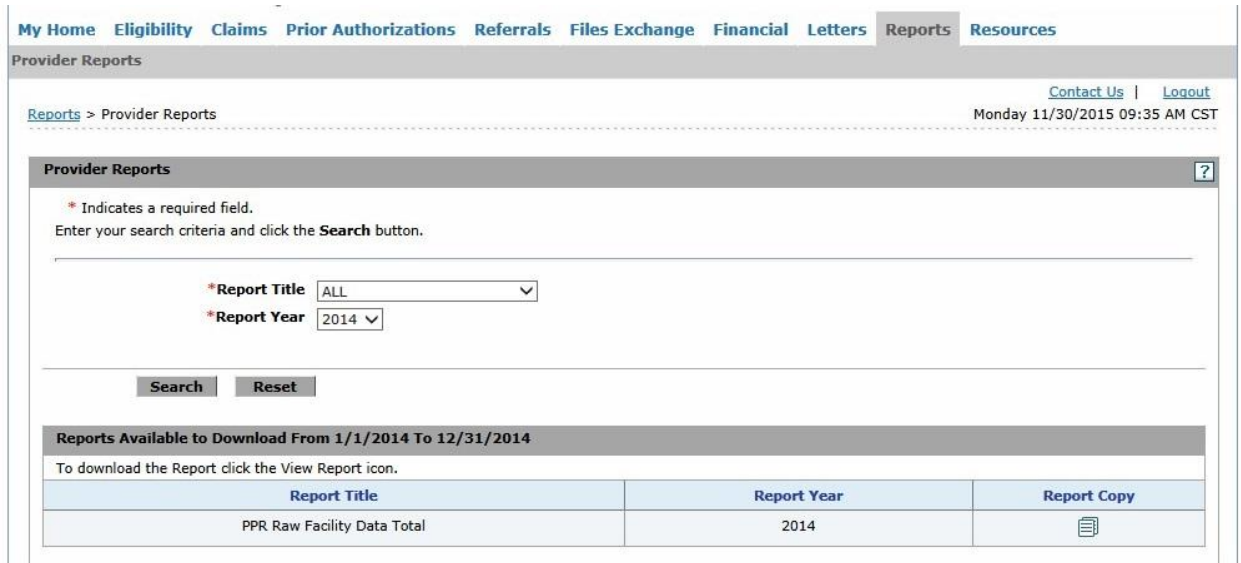 My Home Eligibility Claims Prior Authorizations Referrals Files Exchange Financial Letters Reports Resources
Provider Reports
Contact Us | Logout
Reports > Provider Reports Monday 11/30/2015 09:35 AM CST
Provider Reports ?
* Indicates a required field.
Enter your search criteria and click the Search button.
*Report Title ALL
*Report Year 2014
Search Reset
Reports Available to Download From 1/1/2014 To 12/31/2014
To download the Report click the View Report icon.
Report Title Report Year Report Copy
PPR Raw Facility Data Total 2014